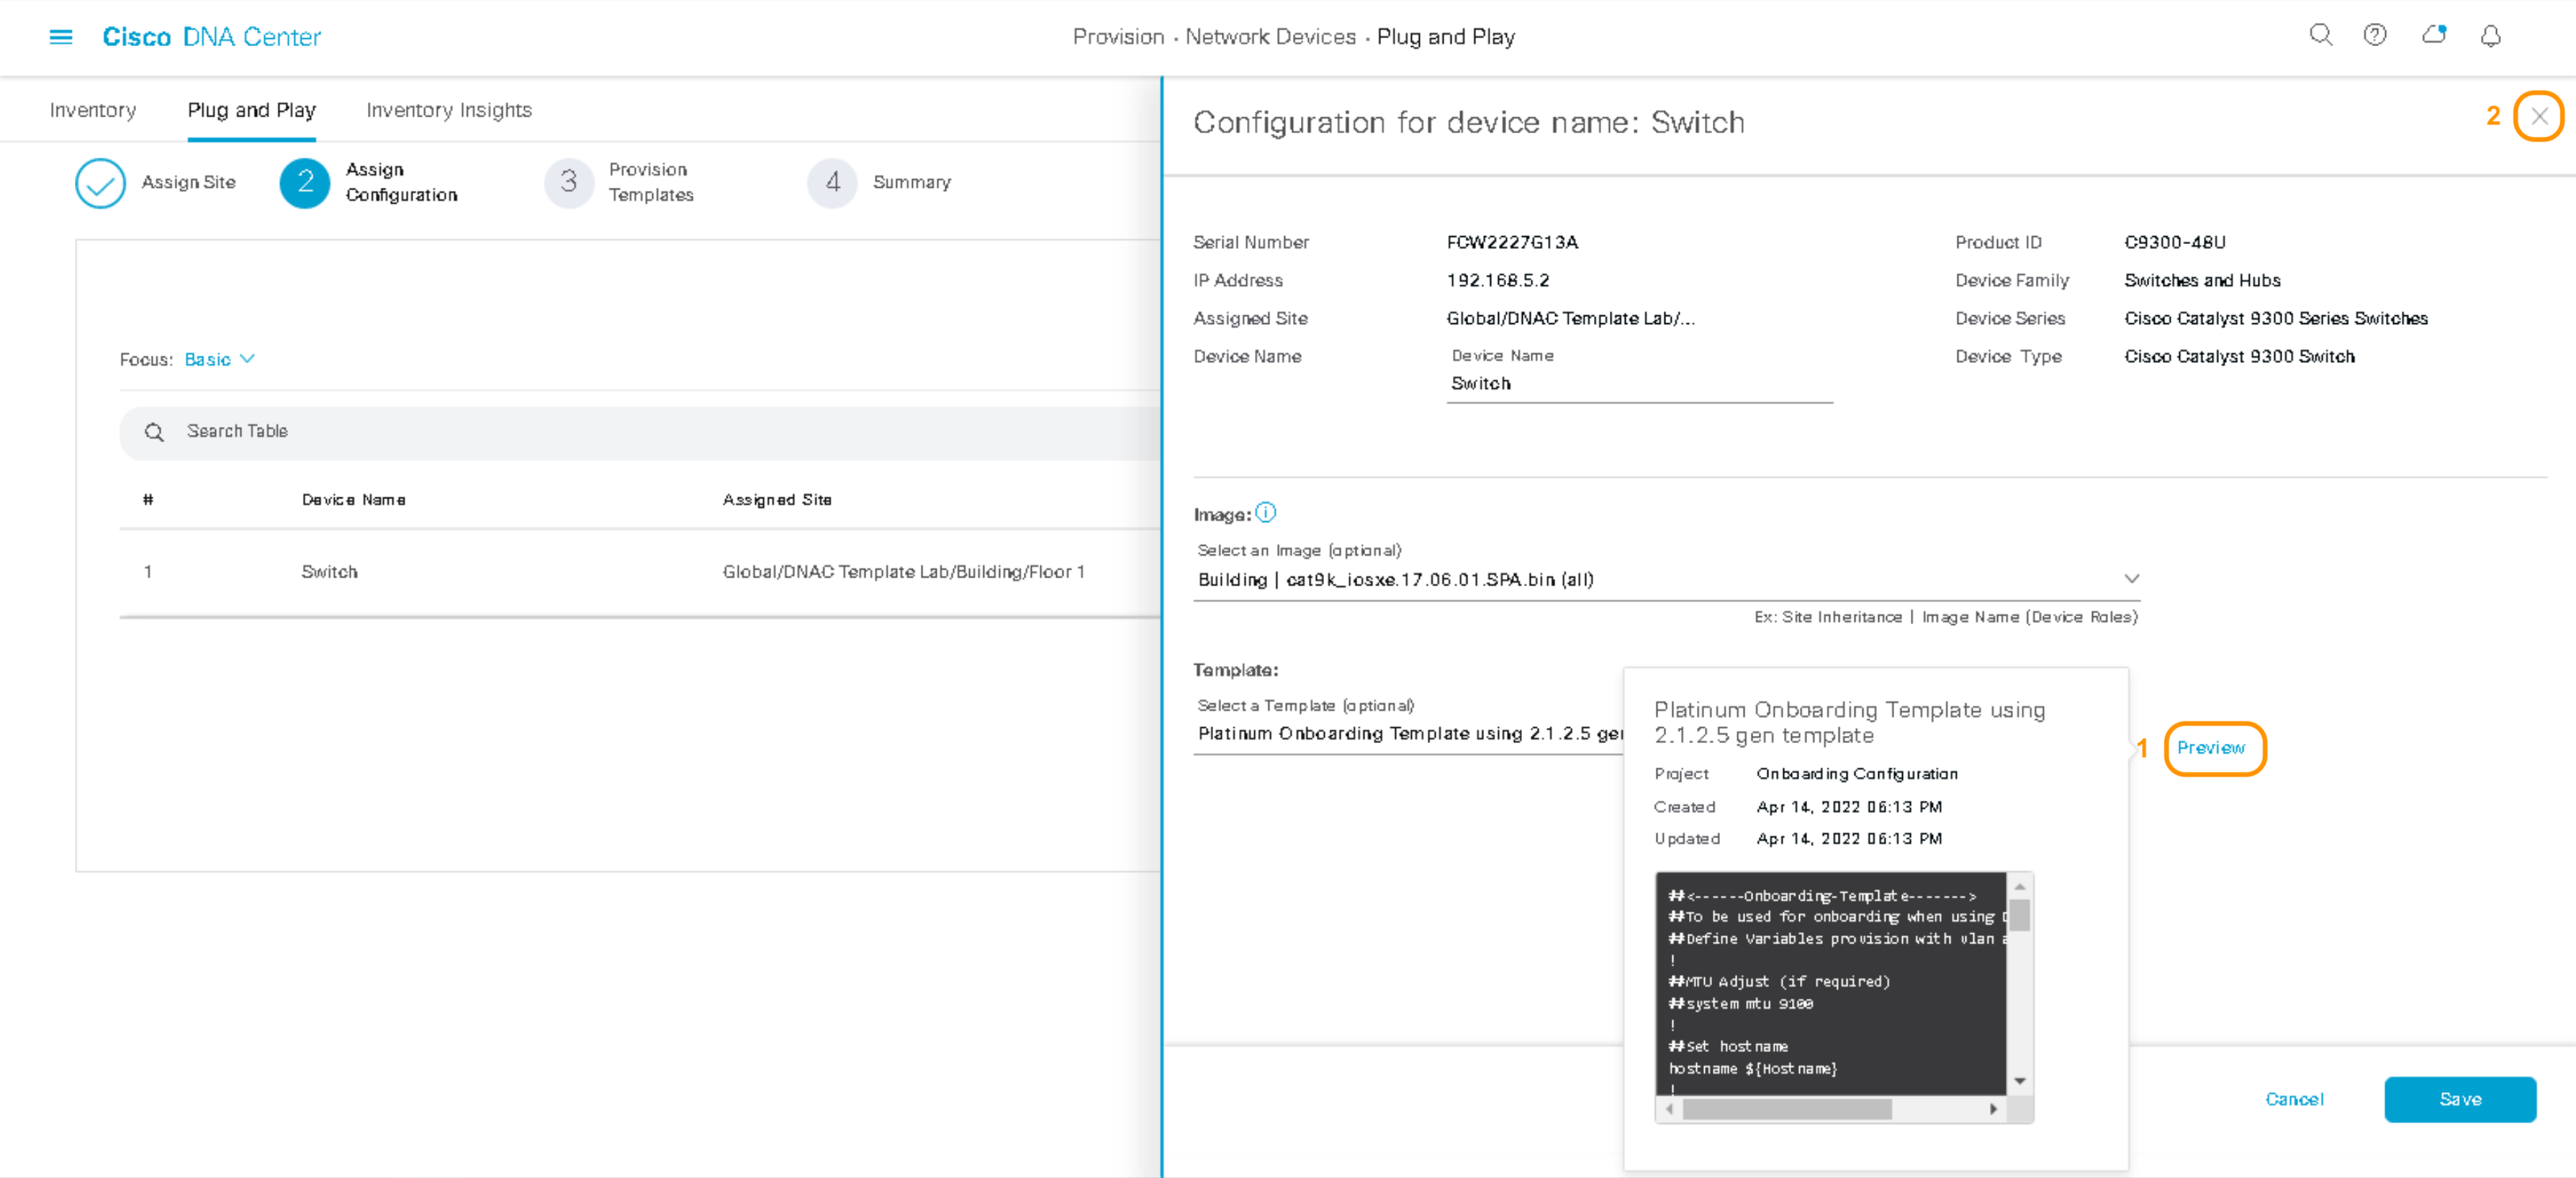 Cisco DNA Center
Provision · Network Devices · Plug and Play
Inventory
Plug and Play
Inventory Insights
Assign Site
2
Assign
Configuration
3
Provision
Templates
4
Summary
Focus: Basic
Search Table
# Device Name Assigned Site
1 Switch Global/DNAC Template Lab/Building/Floor 1
Configuration for device name: Switch
2
Serial Number FCW2227G13A
IP Address 192.168.5.2
Assigned Site Global/DNAC Template Lab/...
Device Name
Device Name
Switch
Product ID C9300-48U
Device Family Switches and Hubs
Device Series Cisco Catalyst 9300 Series Switches
Device Type Cisco Catalyst 9300 Switch
Image:
Select an Image (optional)
Building | cat9k_iosxe.17.06.01.SPA.bin (all)
Ex: Site Inheritance | Image Name (Device Roles)
Template:
Select a Template (optional)
Platinum Onboarding Template using 2.1.2.5
Platinum Onboarding Template using
2.1.2.5 gen template
Project Onboarding Configuration
Created Apr 14, 2022 06:13 PM
Updated Apr 14, 2022 06:13 PM
##<------Onboarding-Template------->
##To be used for onboarding when using
##Define Variables provision with vlan
!
##MTU Adjust (if required)
##system mtu 9100
!
##Set hostname
hostname ${Hostname}
!
1
Preview
Cancel
Save